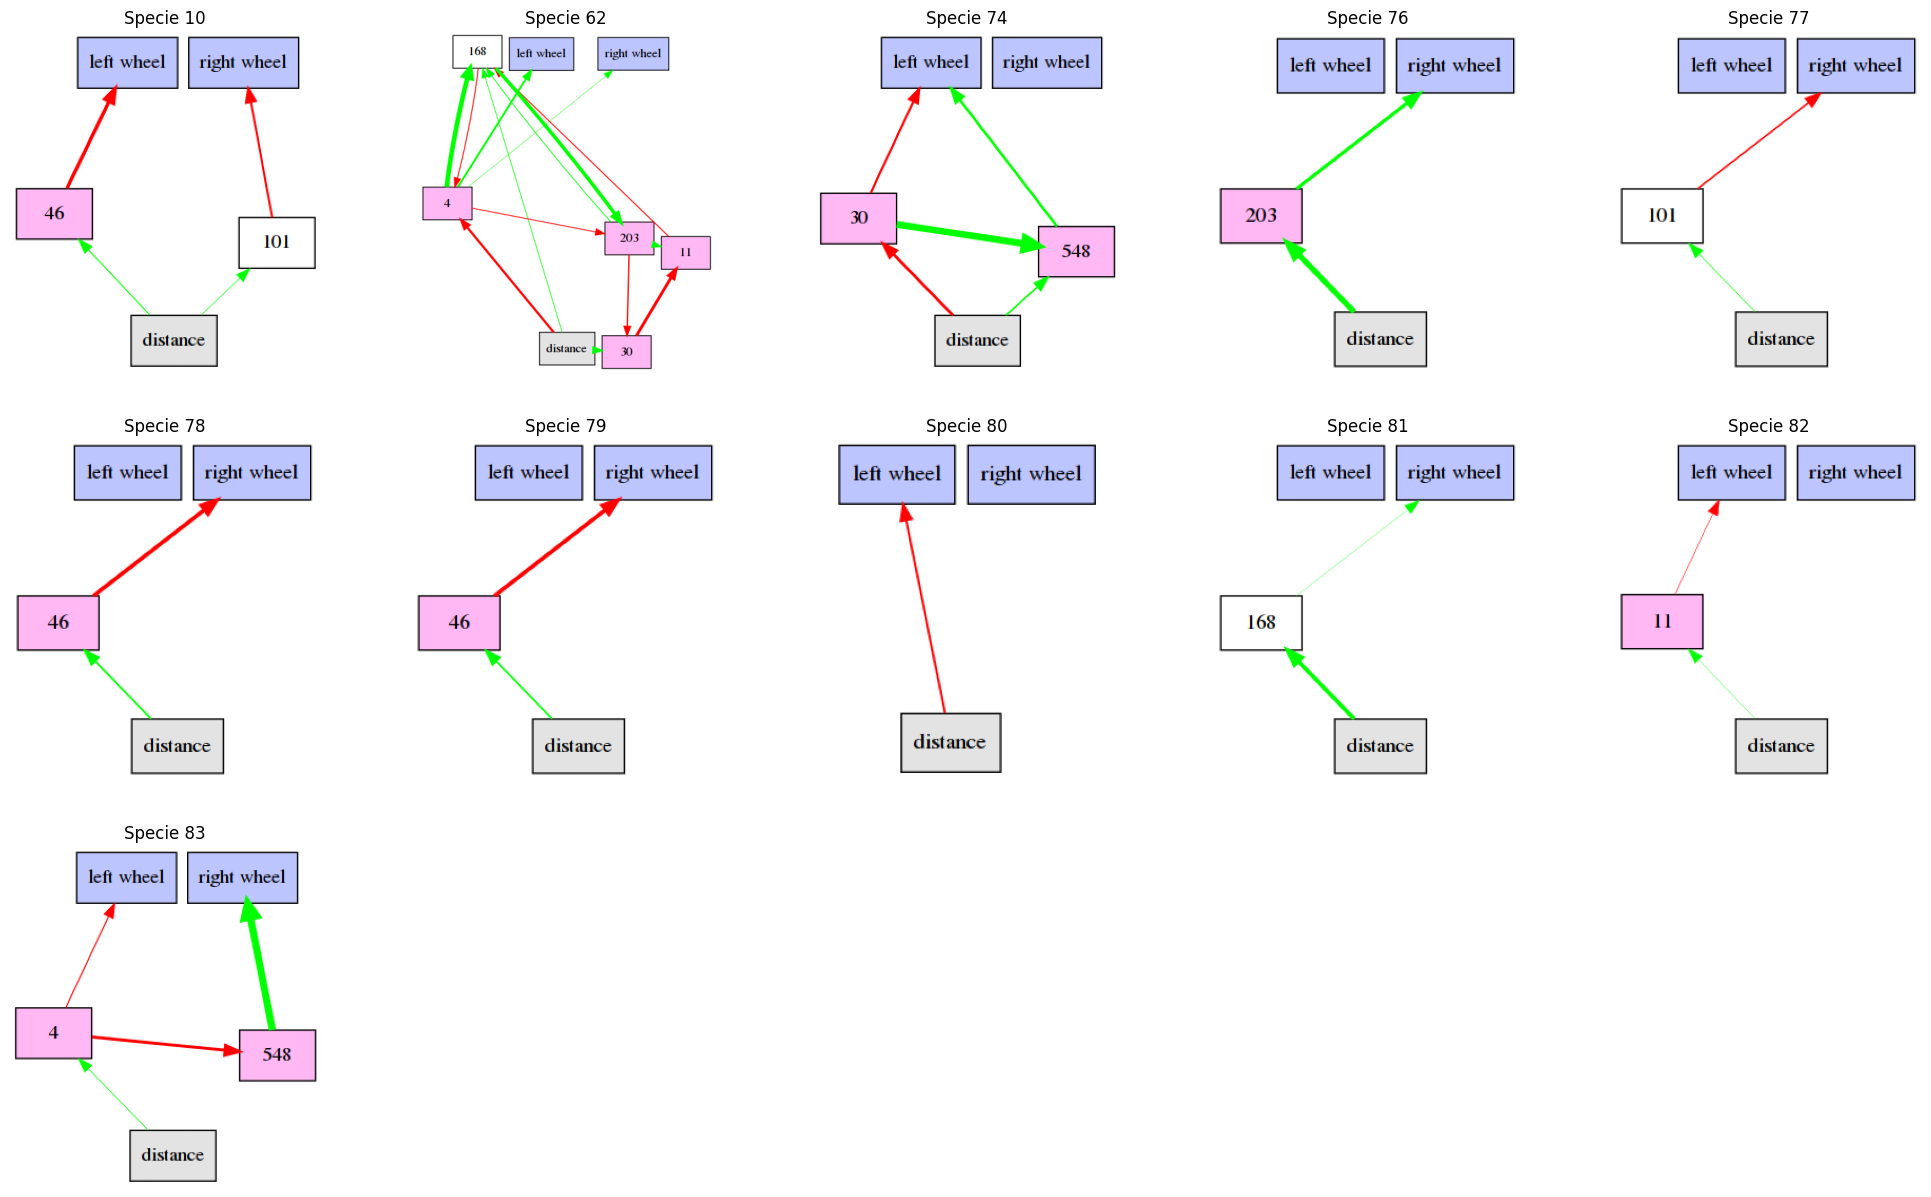 Specie 10
left wheel
right wheel
46
101
distance
Specie 62
168
left wheel
right wheel
4
203
11
distance
30
Specie 74
left wheel
right wheel
30
548
distance
Specie 76
left wheel
right wheel
203
distance
Specie 77
left wheel
right wheel
101
distance
Specie 78
left wheel
right wheel
46
distance
Specie 79
left wheel
right wheel
46
distance
Specie 80
left wheel
right wheel
distance
Specie 81
left wheel
right wheel
168
distance
Specie 82
left wheel
right wheel
11
distance
Specie 83
left wheel
right wheel
4
548
distance